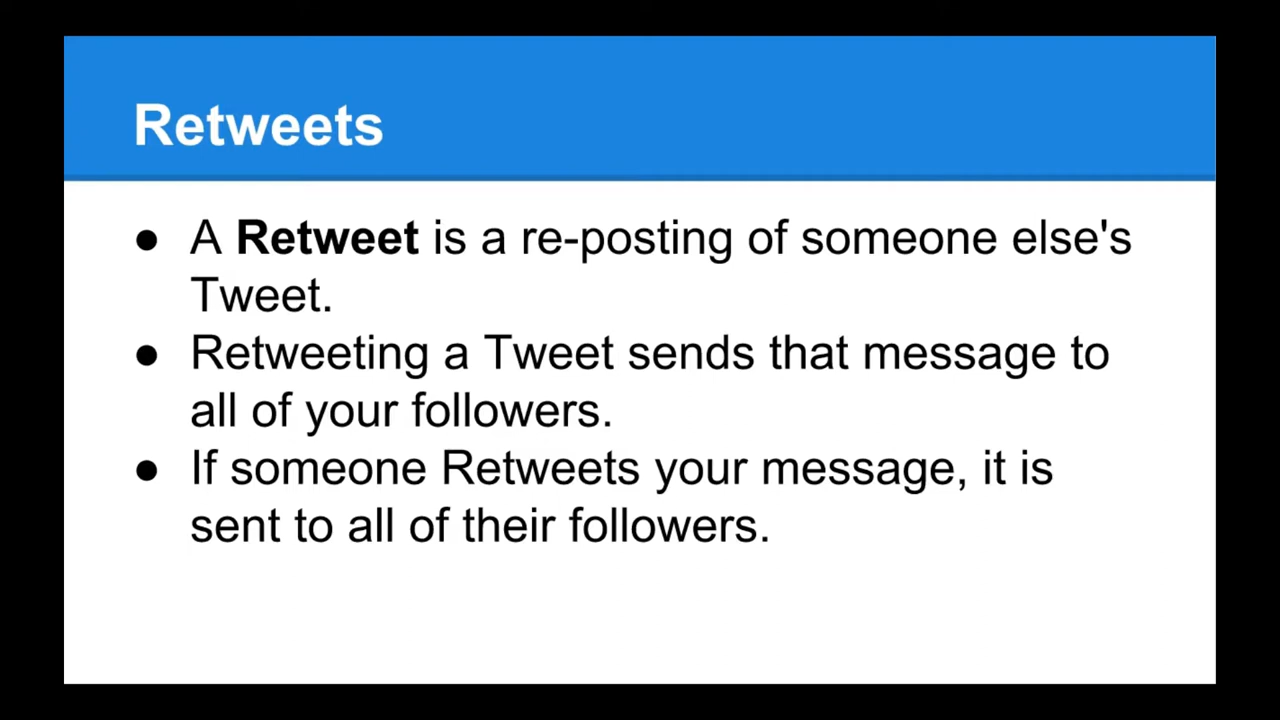 Retweets
● A Retweet is a re-posting of someone else's
Tweet.
● Retweeting a Tweet sends that message to
all of your followers.
● If someone Retweets your message, it is
sent to all of their followers.